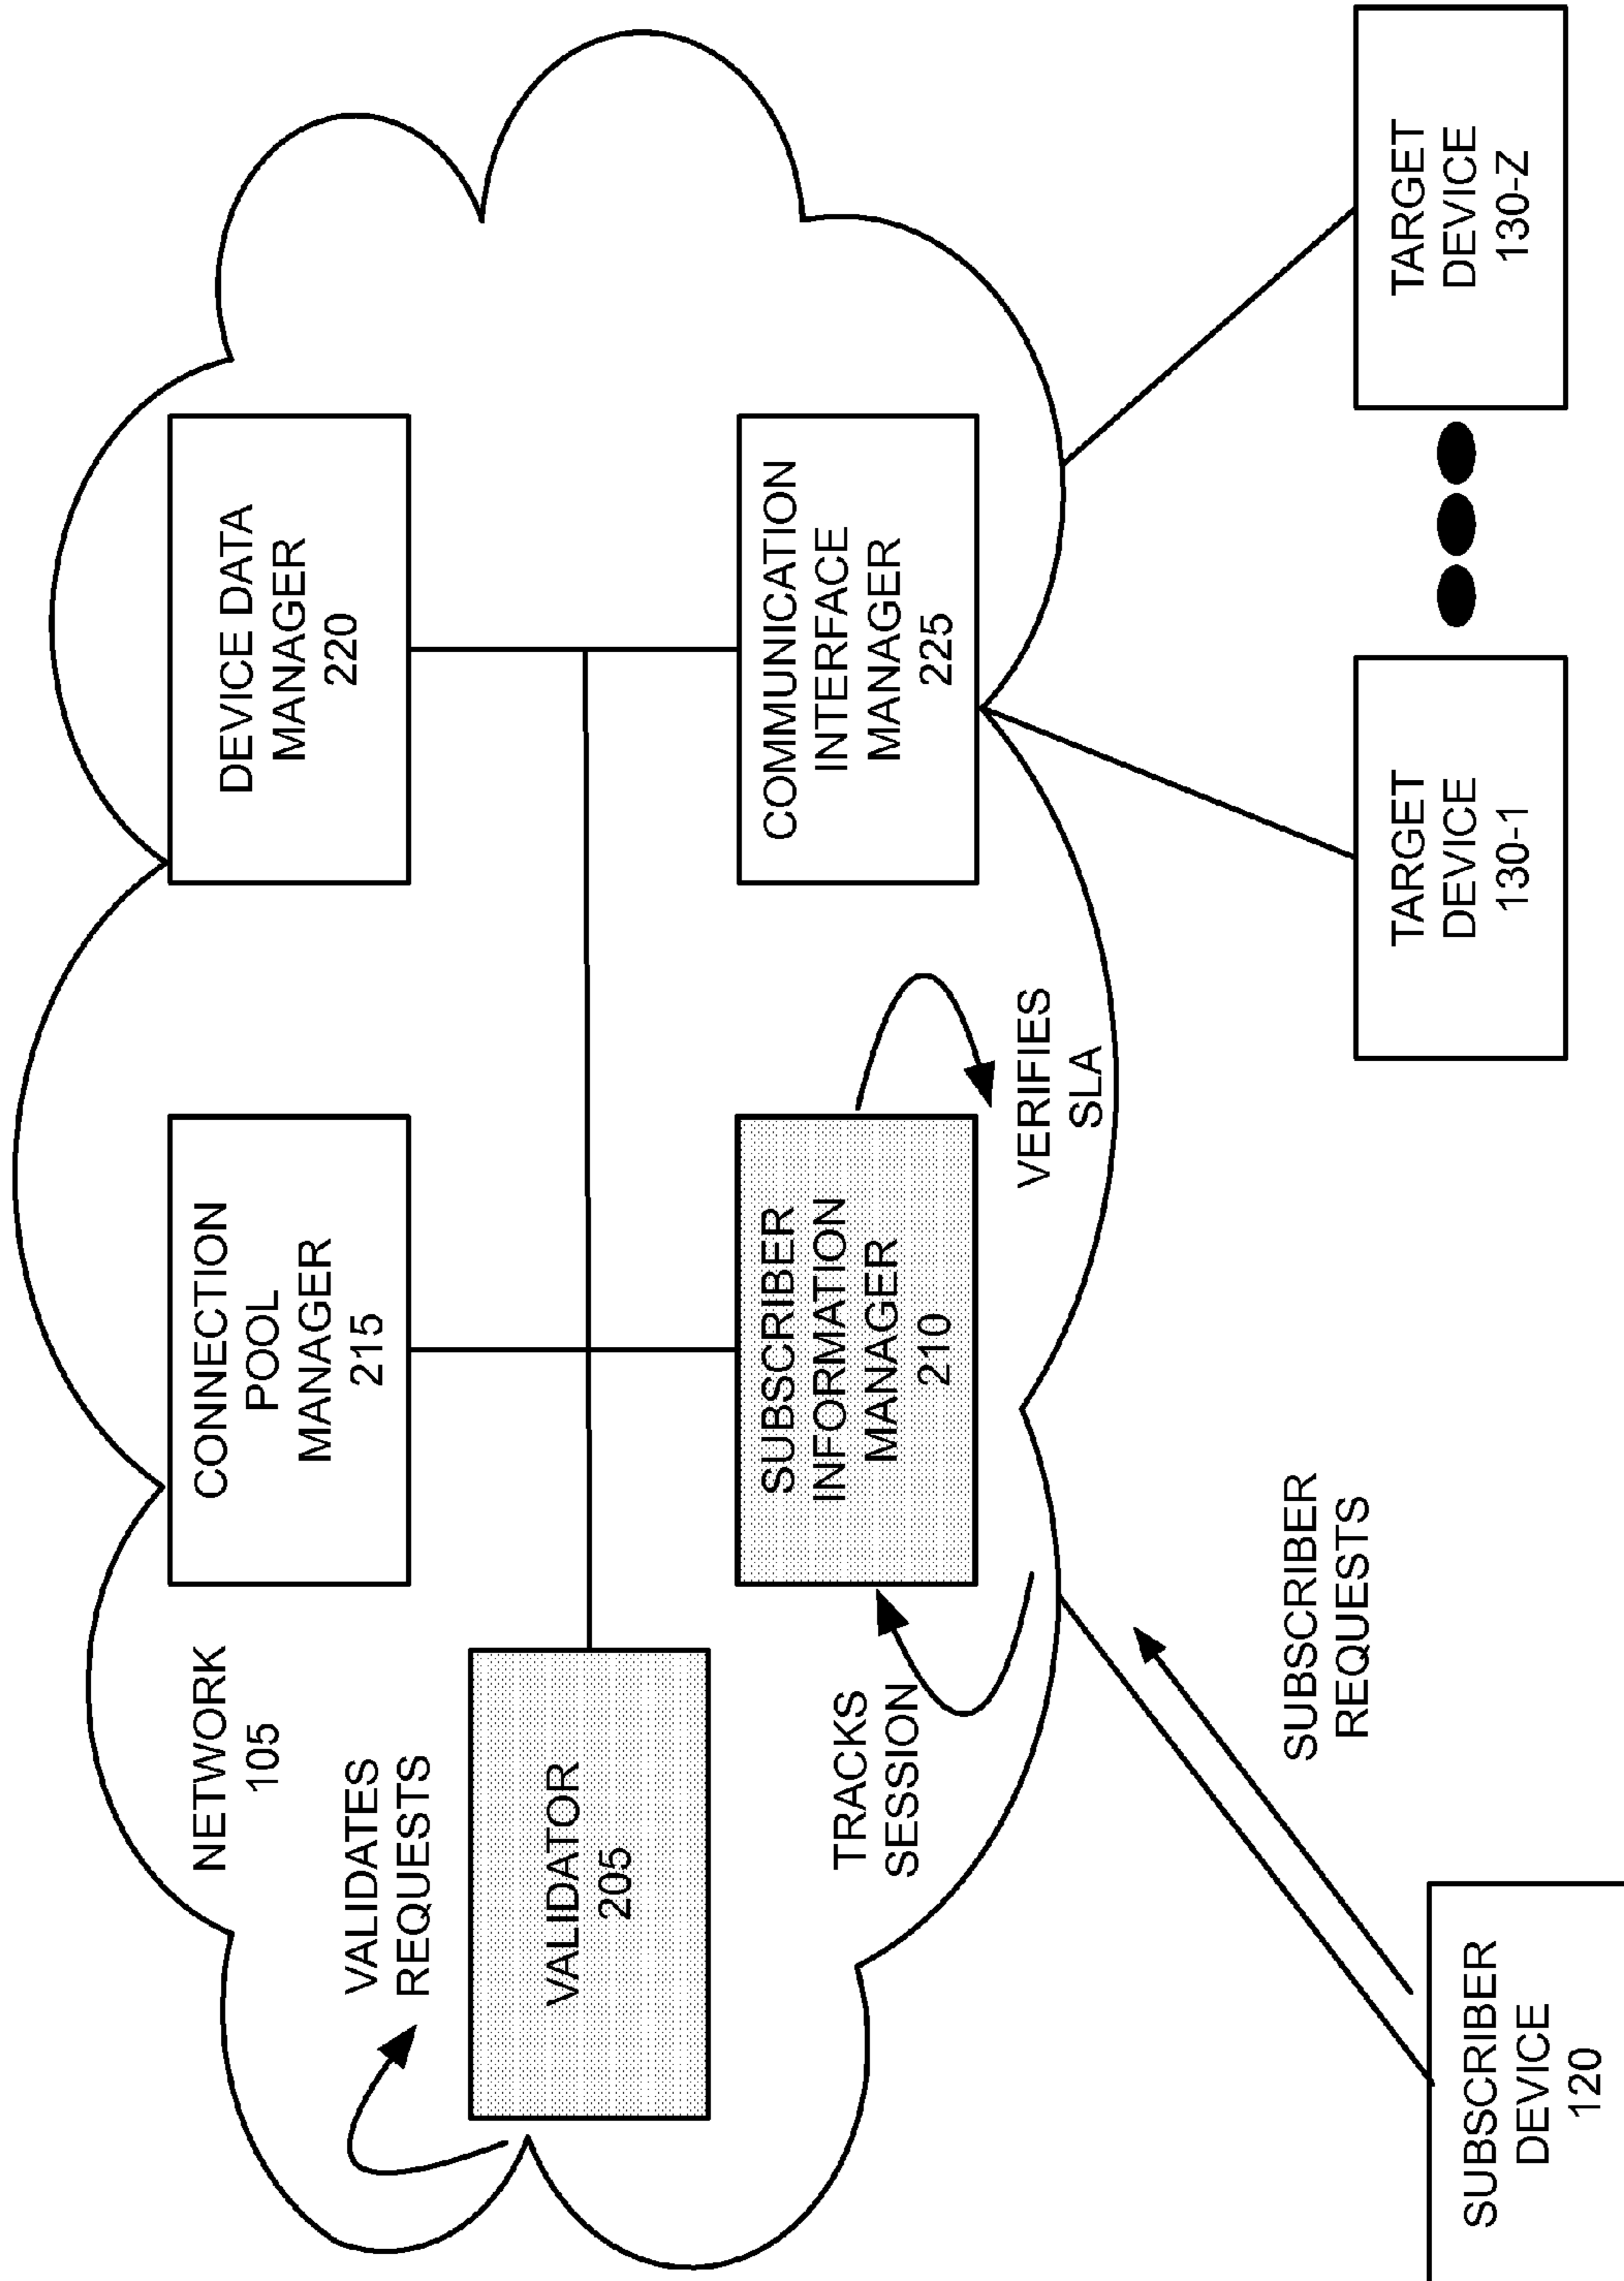 NETWORK
105
VALIDATES
REQUESTS
VALIDATOR
205
CONNECTION
POOL
MANAGER
215
DEVICE DATA
MANAGER
220
TRACKS
SESSION
SUBSCRIBER
INFORMATION
MANAGER
210
VERIFIES
SLA
COMMUNICATION
INTERFACE
MANAGER
225
SUBSCRIBER
REQUESTS
SUBSCRIBER
DEVICE
120
TARGET
DEVICE
130-1
TARGET
DEVICE
130-Z